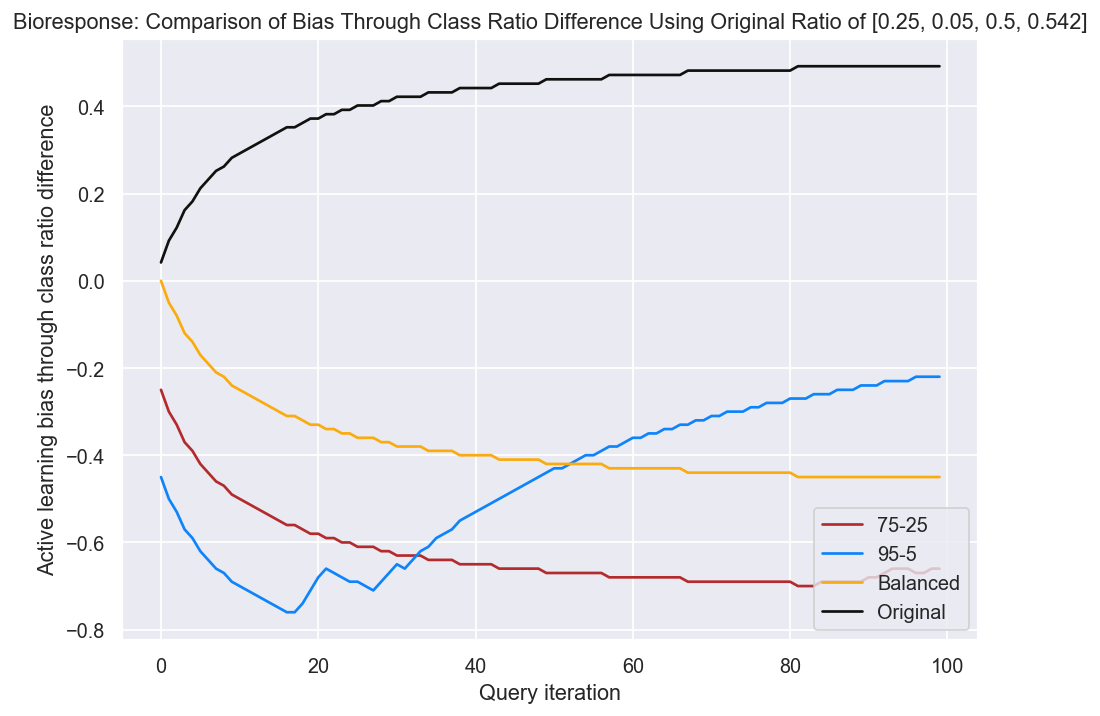 Bioresponse: Comparison of Bias Through Class Ratio Difference Using Original Ratio of [0.25, 0.05, 0.5, 0.542]
Active learning bias through class ratio difference
0.4
0.2
0.0
−0.2
−0.4
−0.6
−0.8
75-25
95-5
Balanced
Original
0 20 40 60 80 100
Query iteration